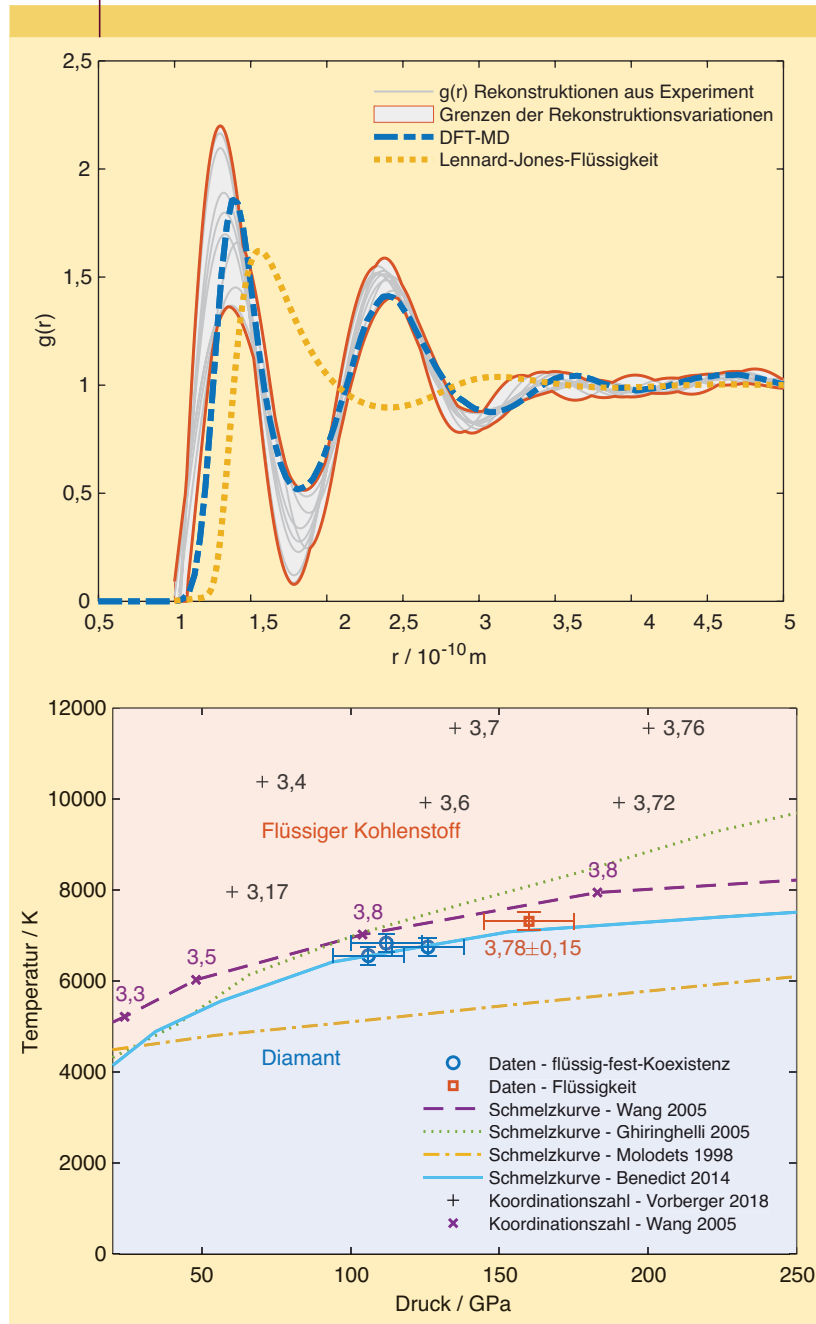 2,5
2
1,5
1
0,5
0
g(r)
g(r) Rekonstruktionen aus Experiment
Grenzen der Rekonstruktionsvariationen
DFT-MD
Lennard-Jones-Flüssigkeit
0,5 1 1,5 2 2,5 3 3,5 4 4,5 5
r / 10⁻¹⁰ m
12000
10000
8000
6000
4000
2000
0
Temperatur / K
3,7
3,76
3,4
3,6
3,72
Flüssiger Kohlenstoff
3,17
3,8
3,8
3,5
3,78±0,15
3,3
Diamant
Daten - flüssig-fest-Koexistenz
Daten - Flüssigkeit
Schmelzkurve - Wang 2005
Schmelzkurve - Ghiringhelli 2005
Schmelzkurve - Molodets 1998
Schmelzkurve - Benedict 2014
Koordinationszahl - Vorberger 2018
Koordinationszahl - Wang 2005
50 100 150 200 250
Druck / GPa